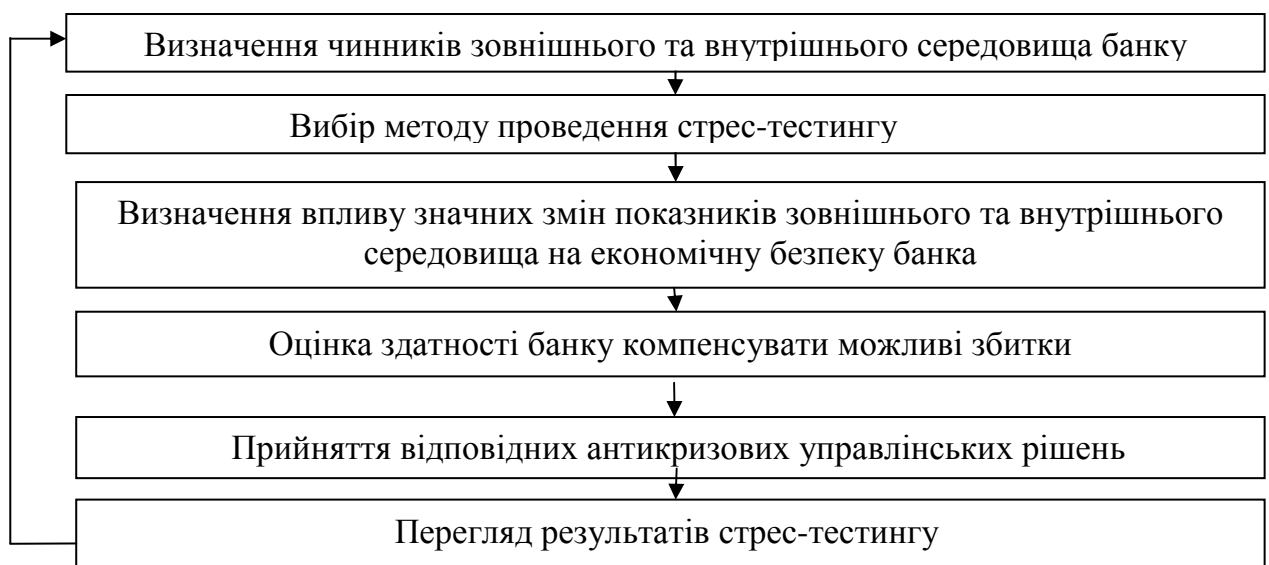 Визначення чинників зовнішнього та внутрішнього середовища банку
Вибір методу проведення стрес-тестингу
Визначення впливу значних змін показників зовнішнього та внутрішнього
середовища на економічну безпеку банка
Оцінка здатності банку компенсувати можливі збитки
Прийняття відповідних антикризових управлінських рішень
Перегляд результатів стрес-тестингу